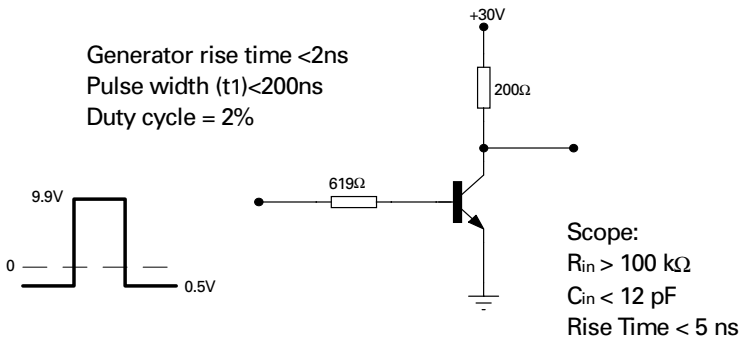 +30V
Generator rise time <2ns
Pulse width (t1)<200ns
Duty cycle = 2%
200Ω
619Ω
9.9V
0
0.5V
Scope:
Rin > 100 kΩ
Cin < 12 pF
Rise Time < 5 ns